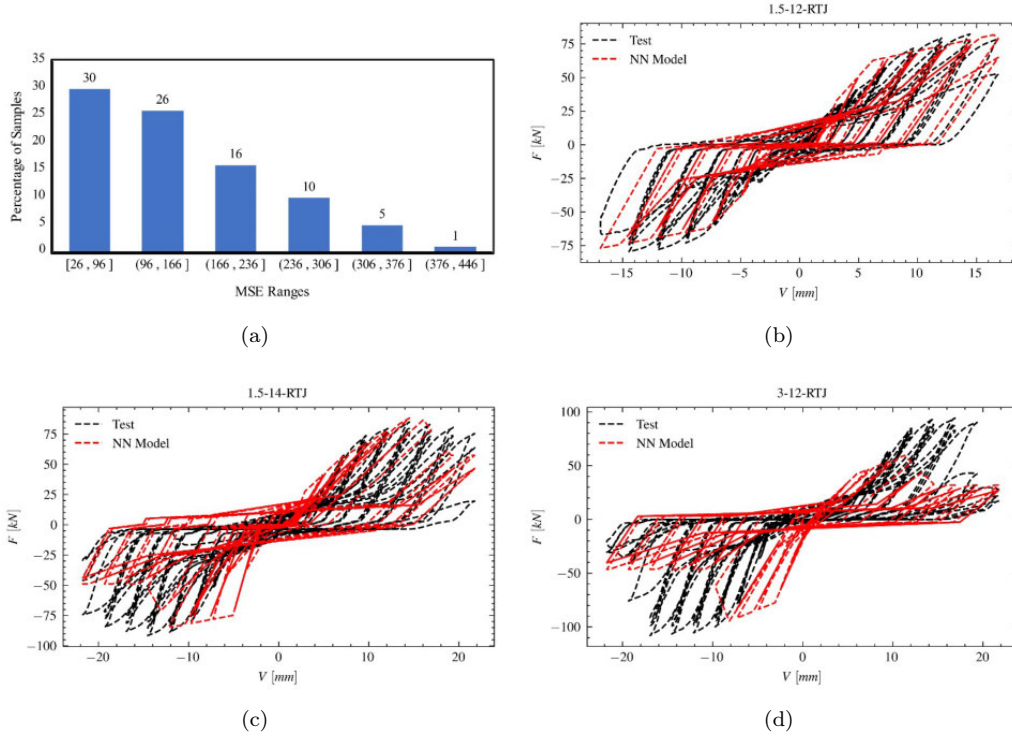 35
30
25
20
15
10
5
0
Percentage of Samples
30
26
16
10
5
1
[26 , 96 ]
(96 , 166 ]
(166 , 236 ]
(236 , 306 ]
(306 , 376 ]
(376 , 446 ]
MSE Ranges
(a)
1.5-12-RTJ
Test
NN Model
75
50
25
0
−25
−50
−75
F [kN]
−15
−10
−5
0
5
10
15
V [mm]
(b)
1.5-14-RTJ
Test
NN Model
75
50
25
0
−25
−50
−75
−100
F [kN]
−20
−10
0
10
20
V [mm]
(c)
3-12-RTJ
Test
NN Model
100
50
0
−50
−100
F [kN]
−20
−10
0
10
20
V [mm]
(d)